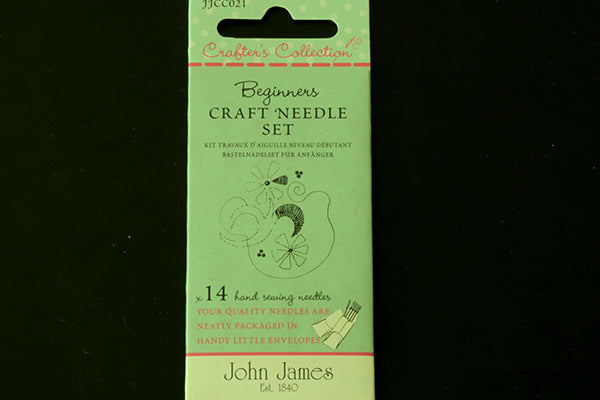 JJCC021
Crafter's Collection
Beginners
CRAFT NEEDLE
SET
KIT TRAVAUX D'AIGUILLE NIVEAU DÉBUTANT
BASTELNADELSET FÜR ANFÄNGER
x 14 hand sewing needles
YOUR QUALITY NEEDLES ARE
NEATLY PACKAGED IN
HANDY LITTLE ENVELOPES
John James
Est. 1840